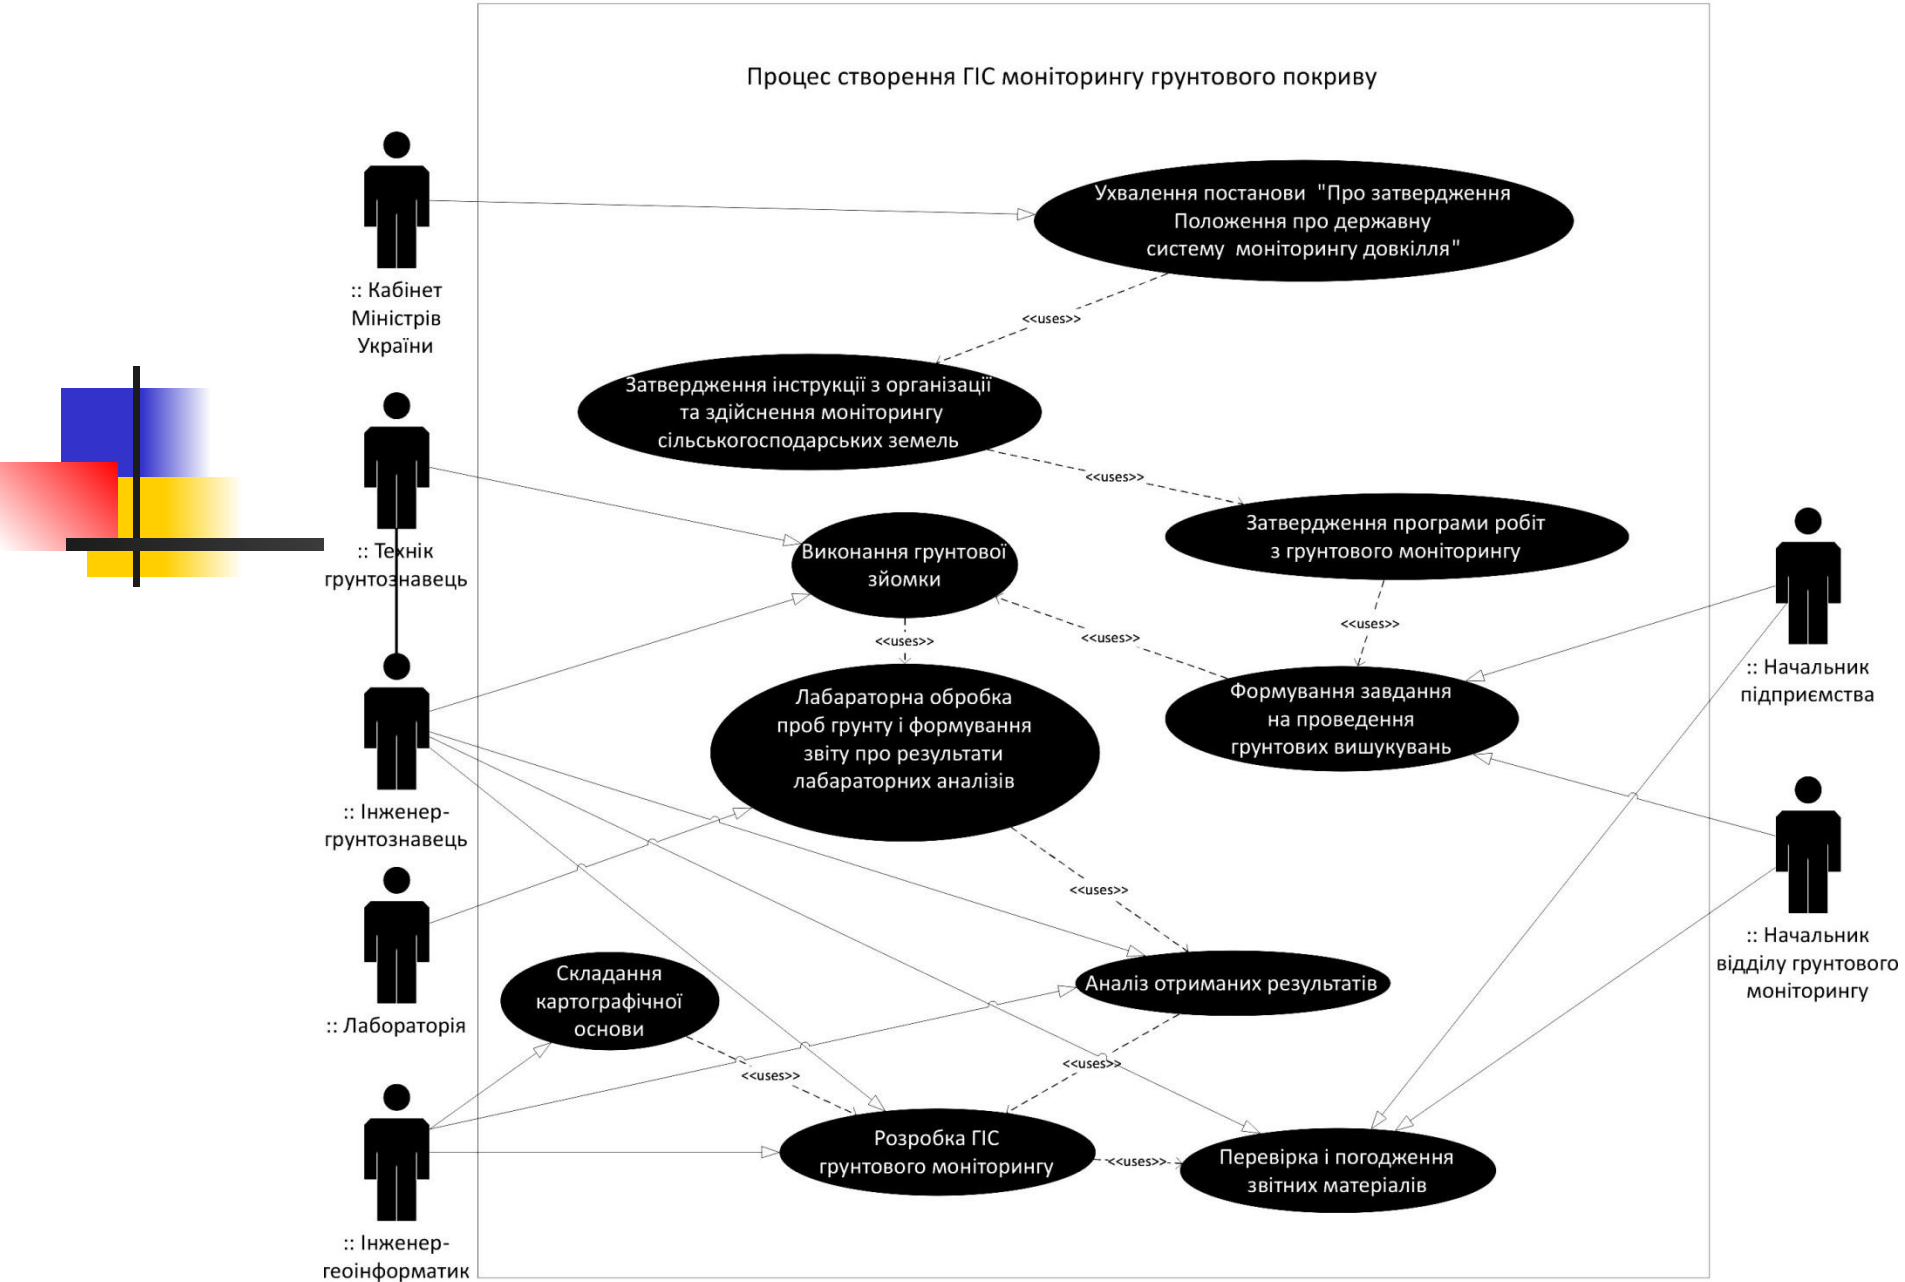 Процес створення ГІС моніторингу грунтового покриву
Ухвалення постанови "Про затвердження
Положення про державну
систему моніторингу довкілля"
:: Кабінет
Міністрів
України
<<uses>>
Затвердження інструкції з організації
та здійснення моніторингу
сільськогосподарських земель
<<uses>>
Затвердження програми робіт
з грунтового моніторингу
:: Технік
грунтознавець
Виконання грунтової
зйомки
<<uses>>
<<uses>>
<<uses>>
:: Начальник
підприємства
Формування завдання
на проведення
грунтових вишукувань
Лабараторна обробка
проб грунту і формування
звіту про результати
лабараторних аналізів
:: Інженер-
грунтознавець
<<uses>>
:: Начальник
відділу грунтового
моніторингу
Складання
картографічної
основи
Аналіз отриманих результатів
:: Лабораторія
<<uses>>
<<uses>>
Розробка ГІС
грунтового моніторингу
<<uses>>
Перевірка і погодження
звітних матеріалів
:: Інженер-
геоінформатик